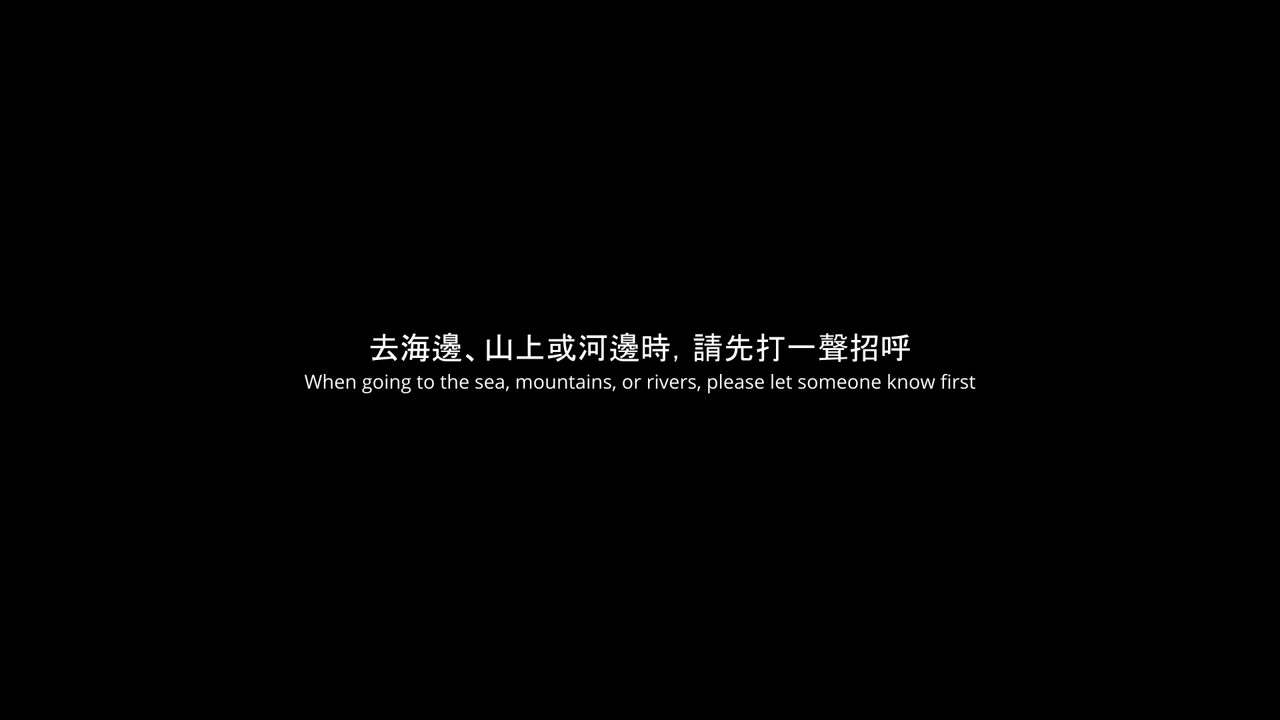 去海邊、山上或河邊時，請先打一聲招呼
When going to the sea, mountains, or rivers, please let someone know first